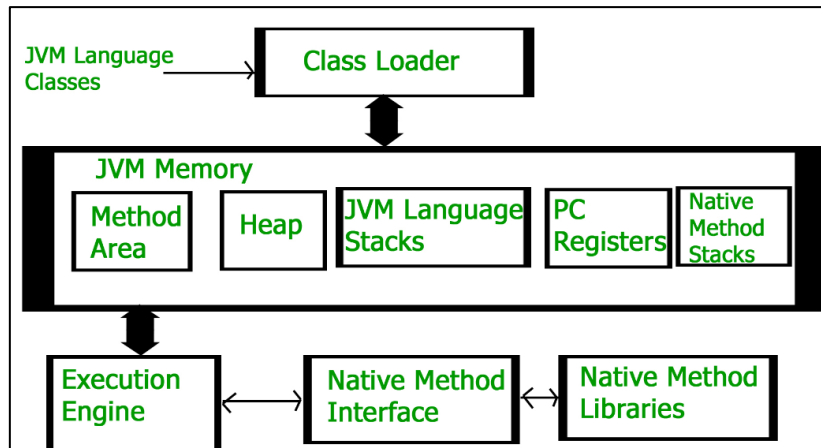 JVM Language
Classes
Class Loader
JVM Memory
Method
Area
Heap
JVM Language
Stacks
PC
Registers
Native
Method
Stacks
Execution
Engine
Native Method
Interface
Native Method
Libraries